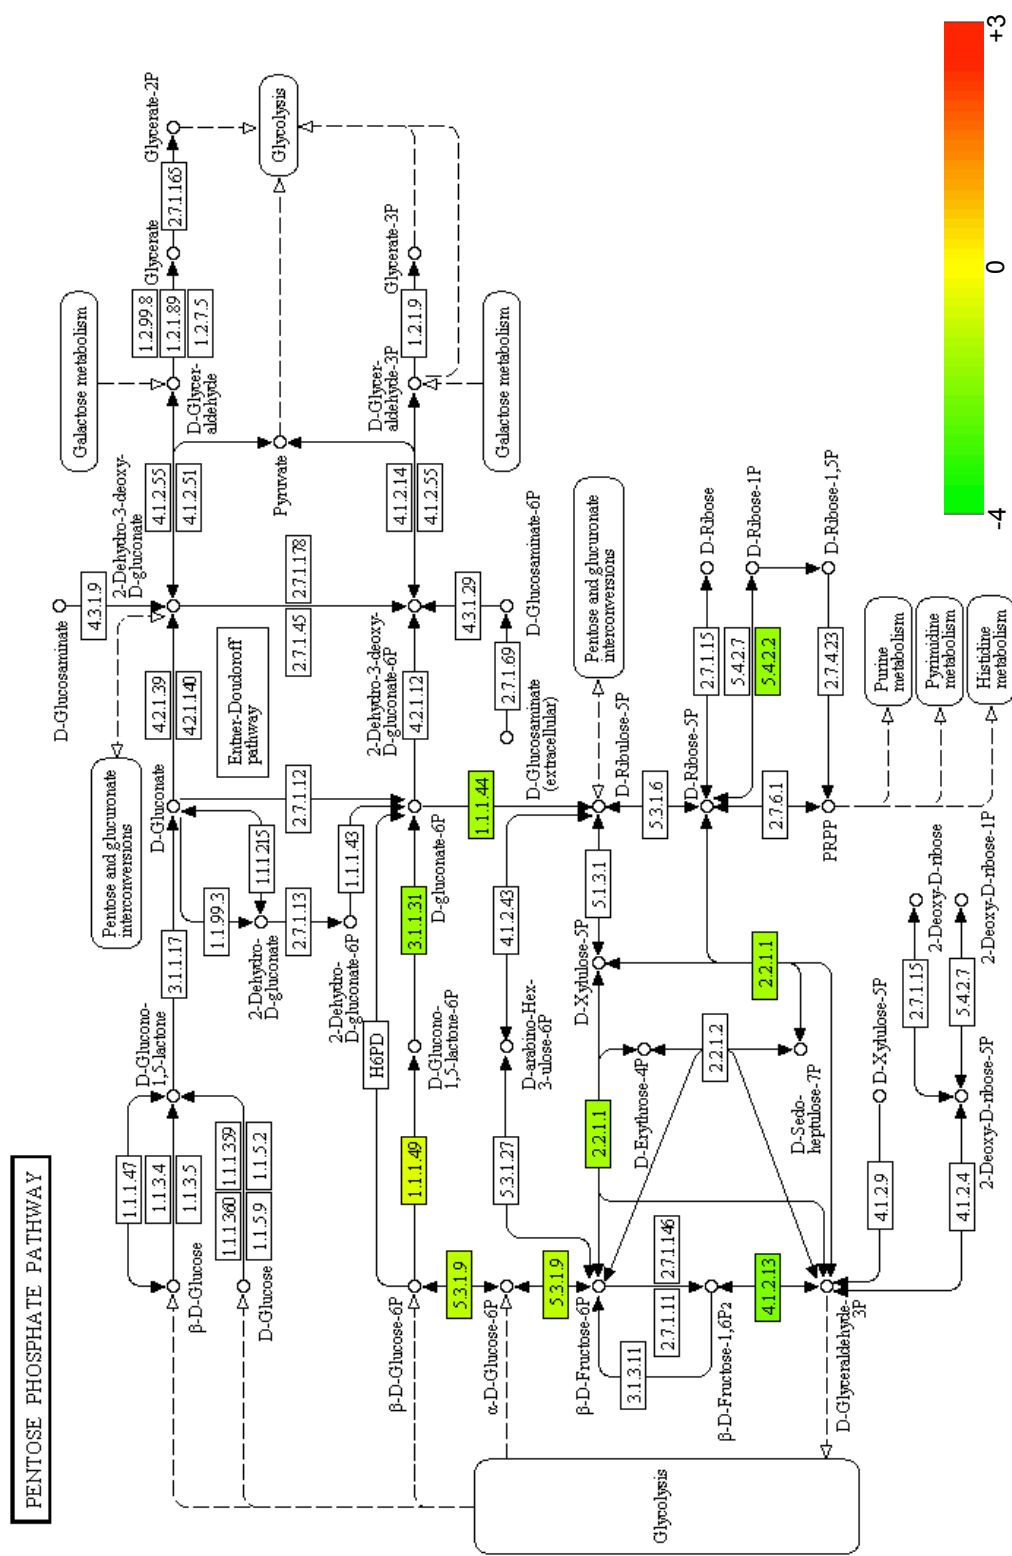 PENTOSE PHOSPHATE PATHWAY
Glycolysis
β-D-Glucose
D-Glucose
1.1.1.47
1.1.3.4
1.1.3.5
1.1.1.360
1.1.1.359
1.1.5.9
1.1.5.2
D-Glucono-
1,5-lactone
3.1.1.17
Pentose and glucuronate
interconversions
D-Gluconate
1.1.99.3
1.1.1.215
2-Dehydro-
D-gluconate
2.7.1.13
2-Dehydro-
D-gluconate-6P
1.1.1.43
2.7.1.12
Entner-Doudoroff
pathway
4.2.1.39
4.2.1.140
D-Glucosaminate
4.3.1.9
2-Dehydro-3-deoxy-
D-gluconate
2.7.1.45
2.7.1.178
4.1.2.55
4.1.2.51
Galactose metabolism
D-Glycer-
aldehyde
1.2.99.8
1.2.1.89
1.2.7.5
Glycerate
2.7.1.165
Glycerate-2P
Glycolysis
Pyruvate
β-D-Glucose-6P
H6PD
1.1.1.49
D-Glucono-
1,5-lactone-6P
3.1.1.31
D-gluconate-6P
4.2.1.12
2-Dehydro-3-deoxy-
D-gluconate-6P
4.1.2.14
4.1.2.55
D-Glycer-
aldehyde-3P
1.2.1.9
Glycerate-3P
Galactose metabolism
4.3.1.29
D-Glucosaminate-6P
2.7.1.69
D-Glucosaminate
(extracellular)
5.3.1.9
α-D-Glucose-6P
5.3.1.9
5.3.1.27
D-arabino-Hex-
3-ulose-6P
4.1.2.43
1.1.1.44
β-D-Fructose-6P
2.2.1.1
D-Xylulose-5P
5.1.3.1
D-Ribulose-5P
Pentose and glucuronate
interconversions
3.1.3.11
2.7.1.11
2.7.1.146
D-Erythrose-4P
2.2.1.2
5.3.1.6
β-D-Fructose-1,6P2
4.1.2.13
D-Sedo-
heptulose-7P
2.2.1.1
D-Ribose-5P
2.7.1.15
D-Ribose
5.4.2.7
5.4.2.2
D-Ribose-1P
2.7.6.1
2.7.4.23
D-Ribose-1,5P
D-Glyceraldehyde-
3P
PRPP
4.1.2.9
D-Xylulose-5P
Purine
metabolism
Pyrimidine
metabolism
Histidine
metabolism
4.1.2.4
2-Deoxy-D-ribose-5P
2.7.1.15
2-Deoxy-D-ribose
5.4.2.7
2-Deoxy-D-ribose-1P
-4
0
+3